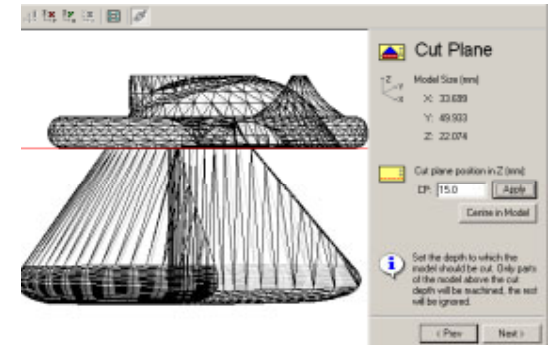 Cut Plane
Z
Y
X
Model Size (mm)
X: 33.689
Y: 49.933
Z: 22.074
Cut plane position in Z (mm):
CP: 15.0 Apply
Centre in Model
Set the depth to which the
model should be cut. Only parts
of the model above the cut
depth will be machined, the rest
will be ignored.
< Prev Next >